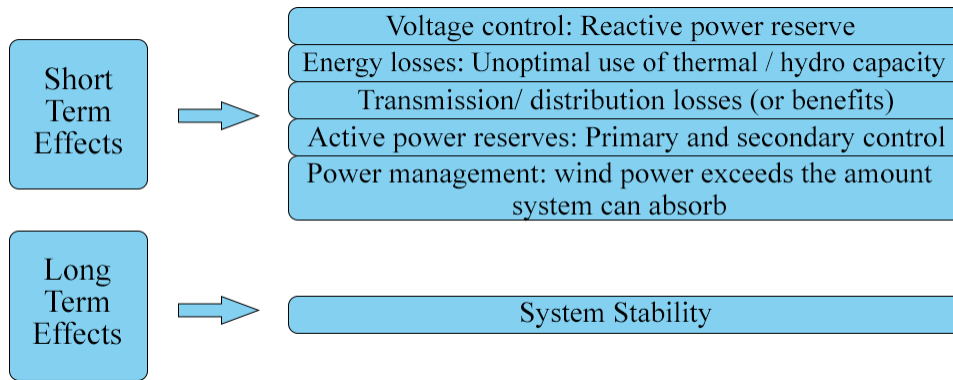 Short
Term
Effects
Voltage control: Reactive power reserve
Energy losses: Unoptimal use of thermal / hydro capacity
Transmission/ distribution losses (or benefits)
Active power reserves: Primary and secondary control
Power management: wind power exceeds the amount
system can absorb
Long
Term
Effects
System Stability